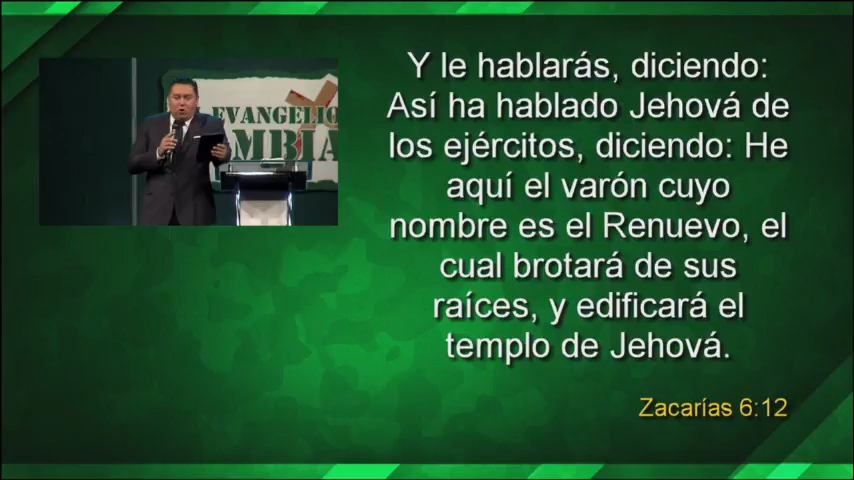 EVANGELIO
MBIA
Y le hablarás, diciendo:
Así ha hablado Jehová de
los ejércitos, diciendo: He
aquí el varón cuyo
nombre es el Renuevo, el
cual brotará de sus
raíces, y edificará el
templo de Jehová.
Zacarías 6:12